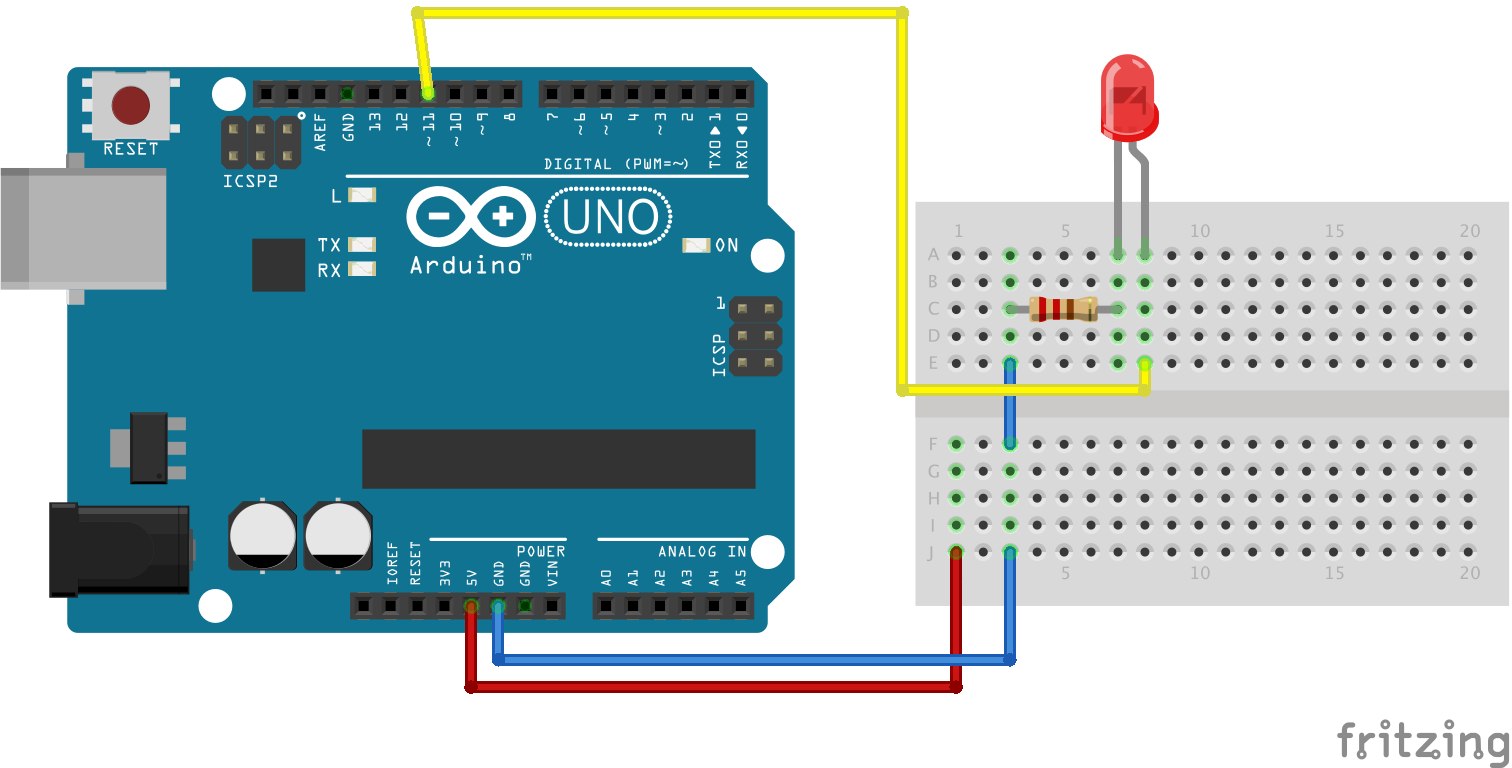 RESET
ICSP2
AREF
GND
13
12
~11
~10
~9
8
7
~6
~5
4
~3
2
TX0▶1
RX0◀0
DIGITAL (PWM=~)
L
TX
RX
UNO
Arduino™
ON
1
ICSP
IOREF
RESET
3V3
5V
GND
GND
VIN
POWER
ANALOG IN
A0
A1
A2
A3
A4
A5
1 5 10 15 20
A
B
C
D
E
F
G
H
I
J
5 10 15 20
fritzing